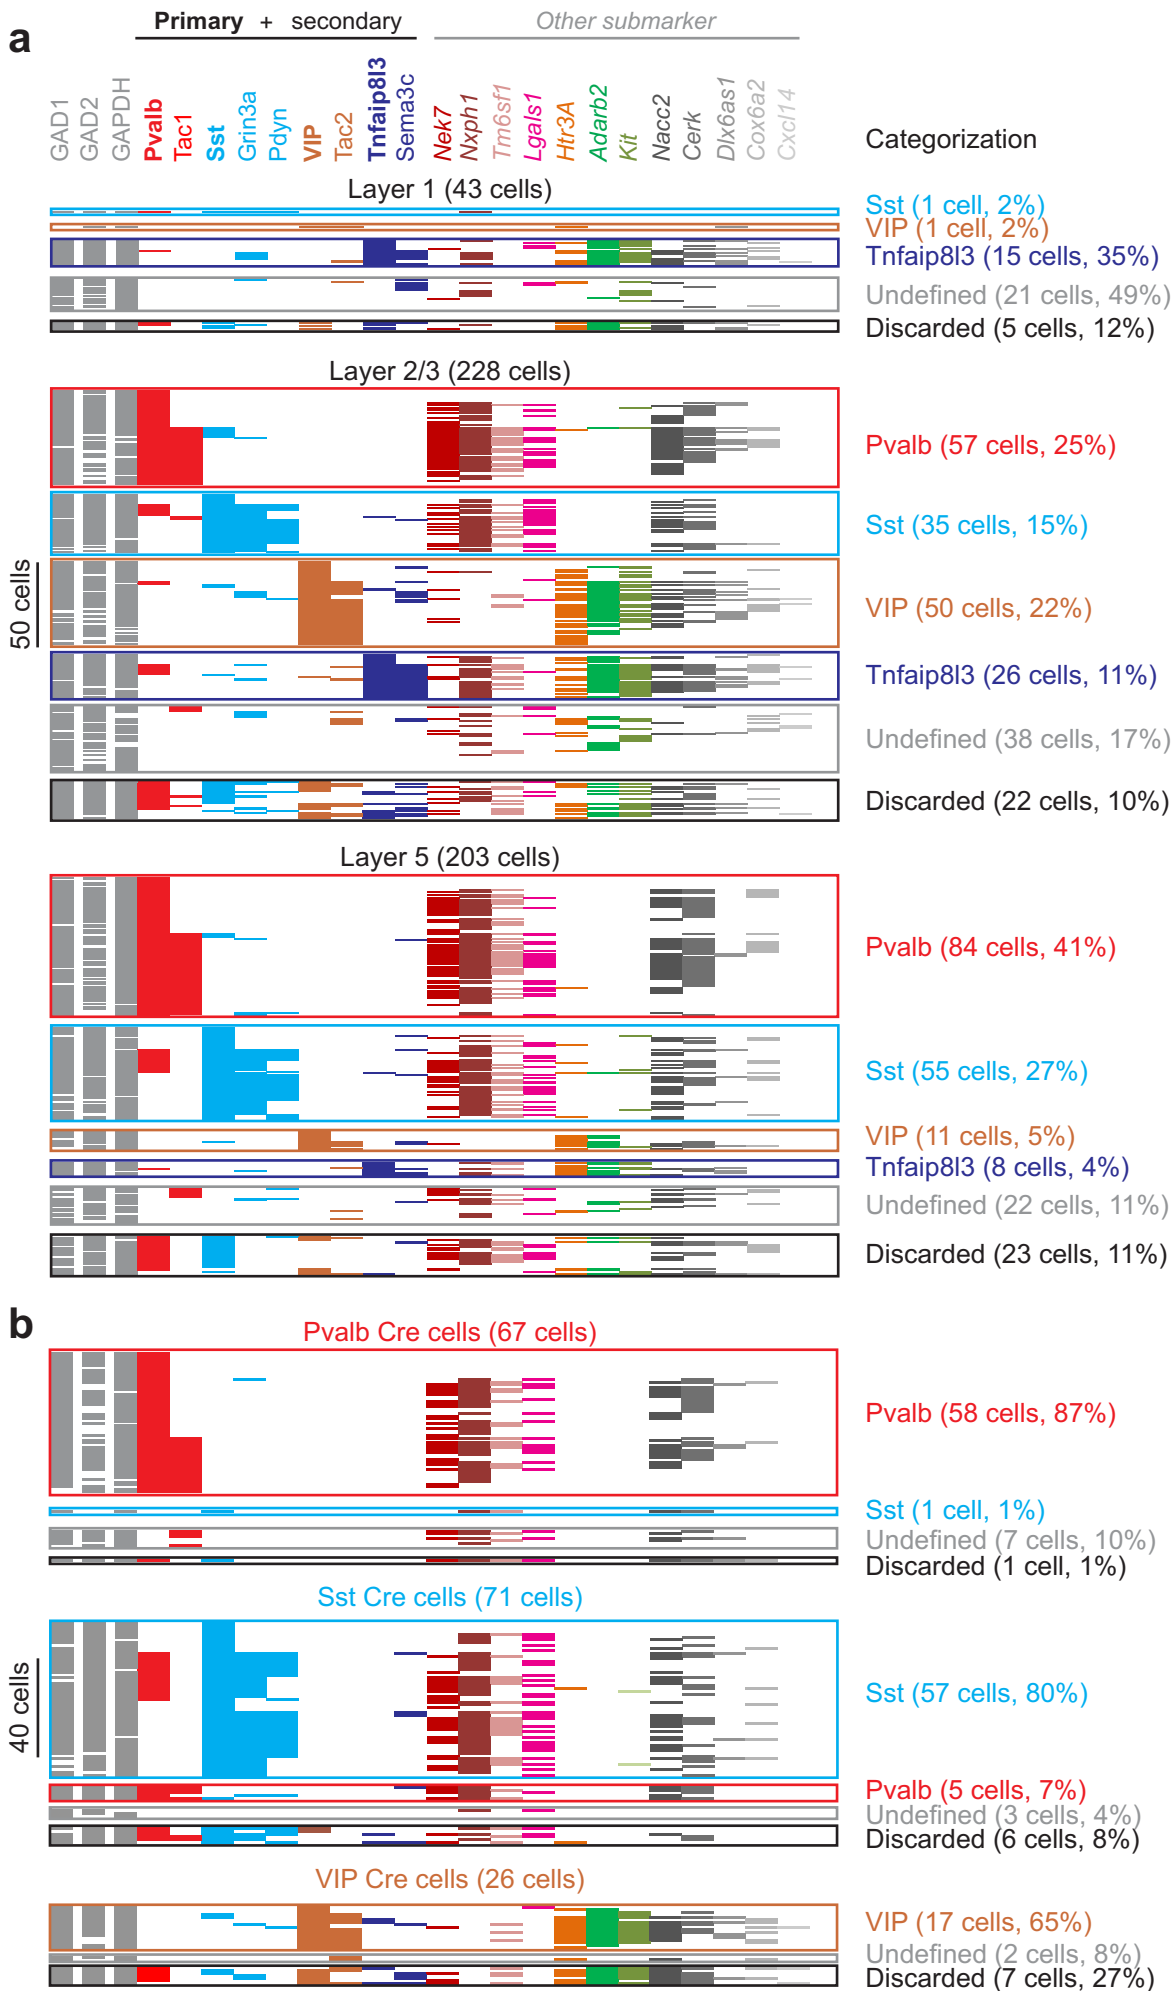 a
Primary + secondary
Other submarker
GAD1
GAD2
GAPDH
Pvalb
Tac1
Sst
Grin3a
Pdyn
VIP
Tac2
Tnfaip8l3
Sema3c
Nek7
Nxph1
Tm6sf1
Lgals1
Htr3A
Adarb2
Kit
Nacc2
Cerk
Dlx6as1
Cox6a2
Cxcl14
Categorization
Layer 1 (43 cells)
Sst (1 cell, 2%)
VIP (1 cell, 2%)
Tnfaip8l3 (15 cells, 35%)
Undefined (21 cells, 49%)
Discarded (5 cells, 12%)
Layer 2/3 (228 cells)
Pvalb (57 cells, 25%)
Sst (35 cells, 15%)
50 cells
VIP (50 cells, 22%)
Tnfaip8l3 (26 cells, 11%)
Undefined (38 cells, 17%)
Discarded (22 cells, 10%)
Layer 5 (203 cells)
Pvalb (84 cells, 41%)
Sst (55 cells, 27%)
VIP (11 cells, 5%)
Tnfaip8l3 (8 cells, 4%)
Undefined (22 cells, 11%)
Discarded (23 cells, 11%)
b
Pvalb Cre cells (67 cells)
Pvalb (58 cells, 87%)
Sst (1 cell, 1%)
Undefined (7 cells, 10%)
Discarded (1 cell, 1%)
Sst Cre cells (71 cells)
40 cells
Sst (57 cells, 80%)
Pvalb (5 cells, 7%)
Undefined (3 cells, 4%)
Discarded (6 cells, 8%)
VIP Cre cells (26 cells)
VIP (17 cells, 65%)
Undefined (2 cells, 8%)
Discarded (7 cells, 27%)